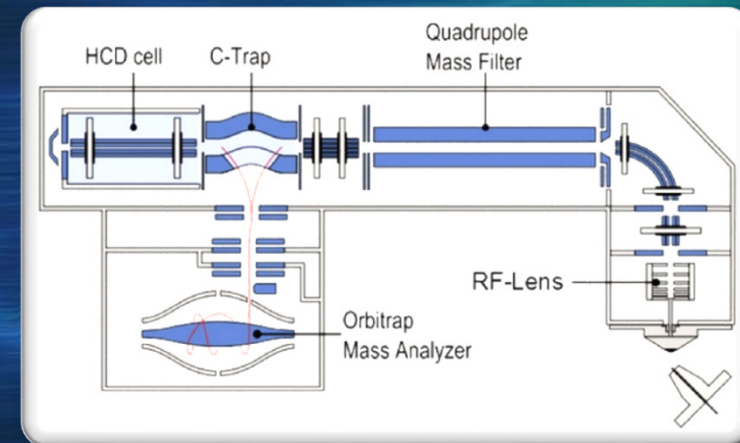 Quadrupole
Mass Filter
HCD cell
C-Trap
RF-Lens
Orbitrap
Mass Analyzer